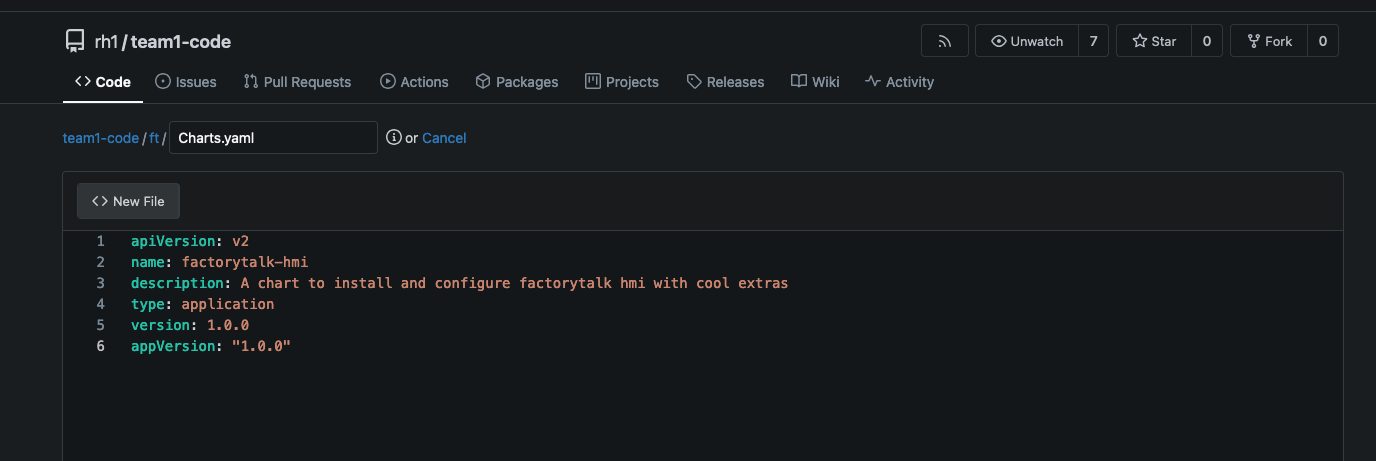 rh1/team1-code
Unwatch 7 Star 0 Fork 0
Code Issues Pull Requests Actions Packages Projects Releases Wiki Activity
team1-code / ft / Charts.yaml or Cancel
New File
1 apiVersion: v2
2 name: factorytalk-hmi
3 description: A chart to install and configure factorytalk hmi with cool extras
4 type: application
5 version: 1.0.0
6 appVersion: "1.0.0"